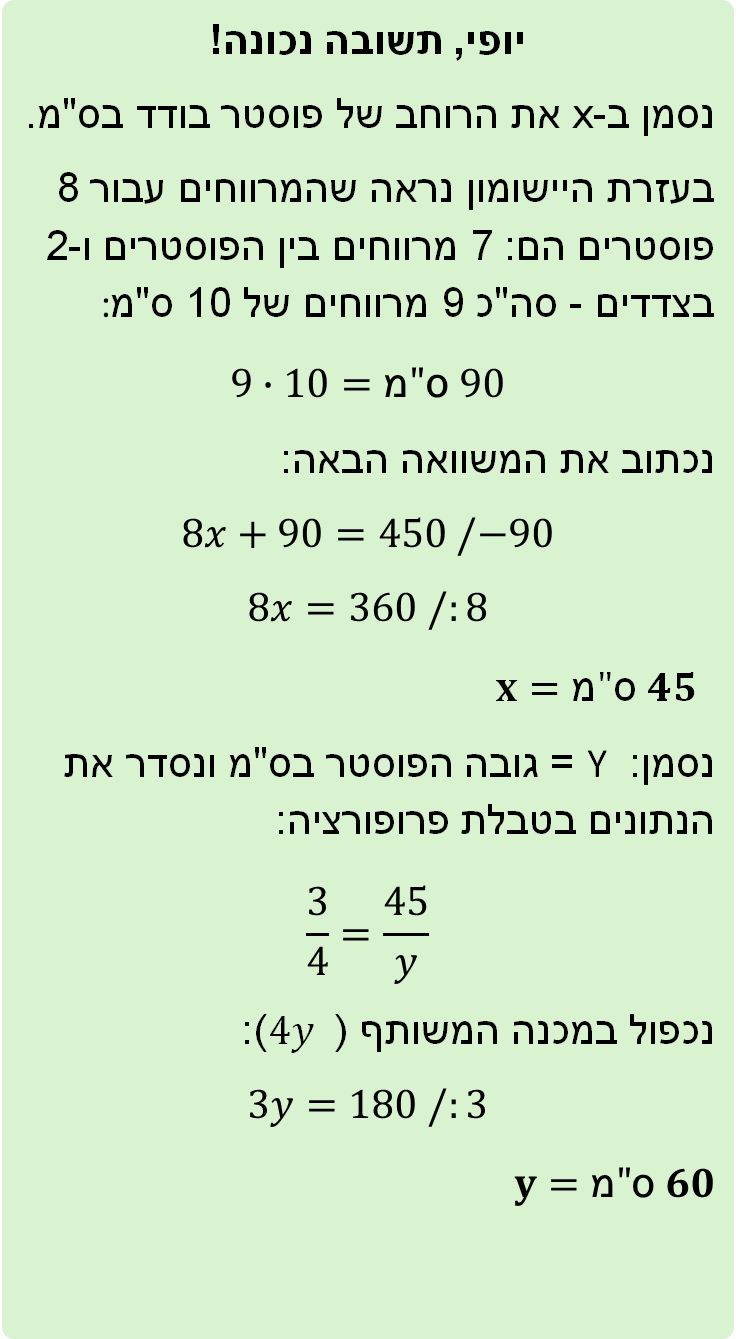 יופי, תשובה נכונה!
נסמן ב-x את הרוחב של פוסטר בודד בס"מ.
בעזרת היישומון נראה שהמרווחים עבור 8
פוסטרים הם: 7 מרווחים בין הפוסטרים ו-2
בצדדים - סה"כ 9 מרווחים של 10 ס"מ:
9 · 10 = 90 ס"מ
נכתוב את המשוואה הבאה:
8x + 90 = 450 /−90
8x = 360 /: 8
x = 45 ס"מ
נסמן: Y = גובה הפוסטר בס"מ ונסדר את
הנתונים בטבלת פרופורציה:
3/4 = 45/y
נכפול במכנה המשותף (4y):
3y = 180 /: 3
y = 60 ס"מ